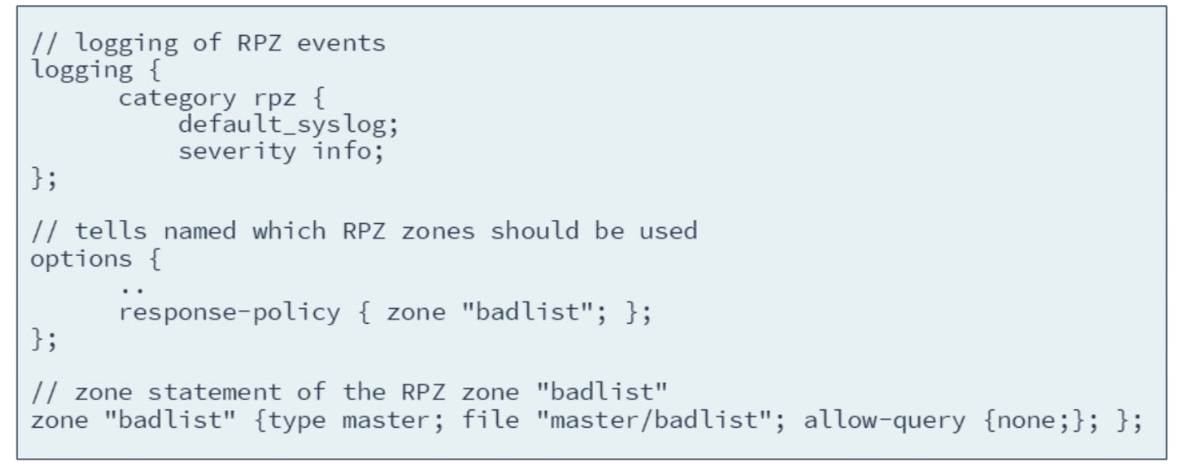 // logging of RPZ events
logging {
      category rpz {
          default_syslog;
          severity info;
};

// tells named which RPZ zones should be used
options {
      ..
      response-policy { zone "badlist"; };
};

// zone statement of the RPZ zone "badlist"
zone "badlist" {type master; file "master/badlist"; allow-query {none;}; };